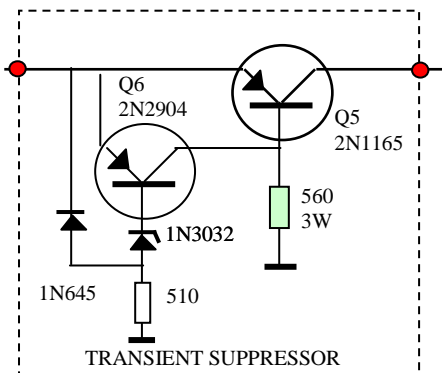 Q6
2N2904
Q5
2N1165
560
3W
1N3032
1N645
510
TRANSIENT SUPPRESSOR